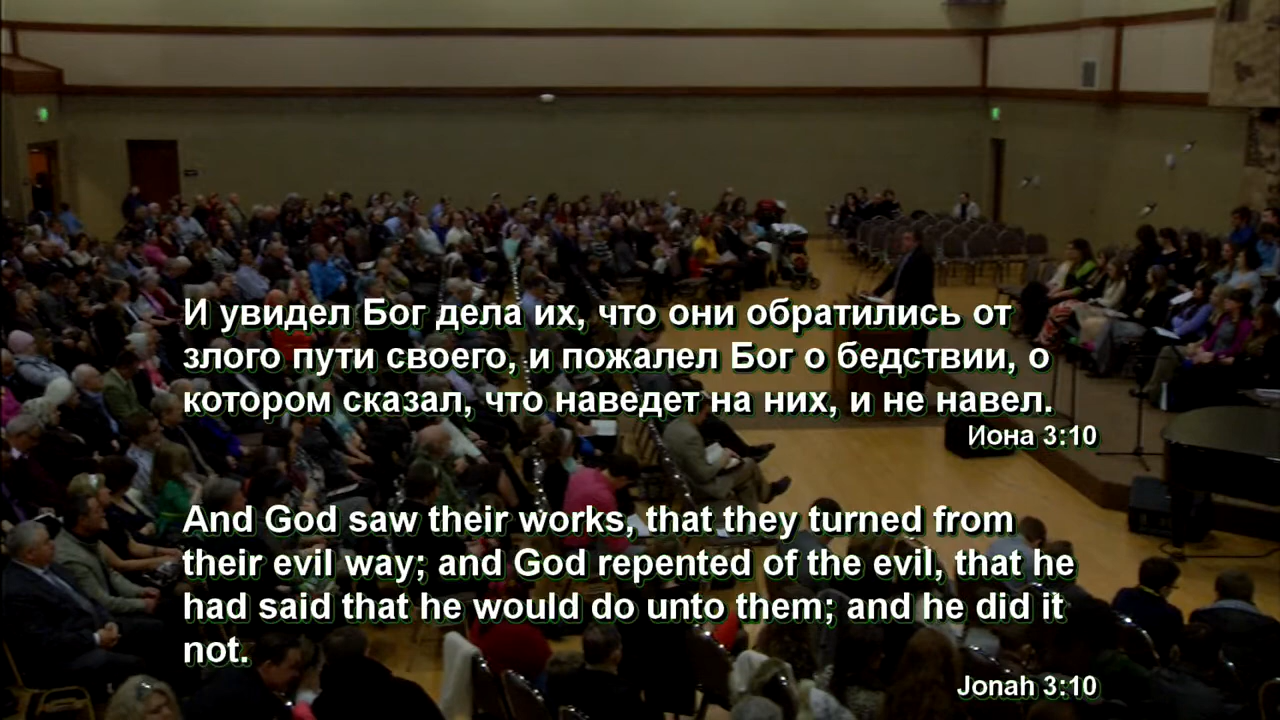 И увидел Бог дела их, что они обратились от
злого пути своего, и пожалел Бог о бедствии, о
котором сказал, что наведет на них, и не навел.
Иона 3:10
And God saw their works, that they turned from
their evil way; and God repented of the evil, that he
had said that he would do unto them; and he did it
not.
Jonah 3:10